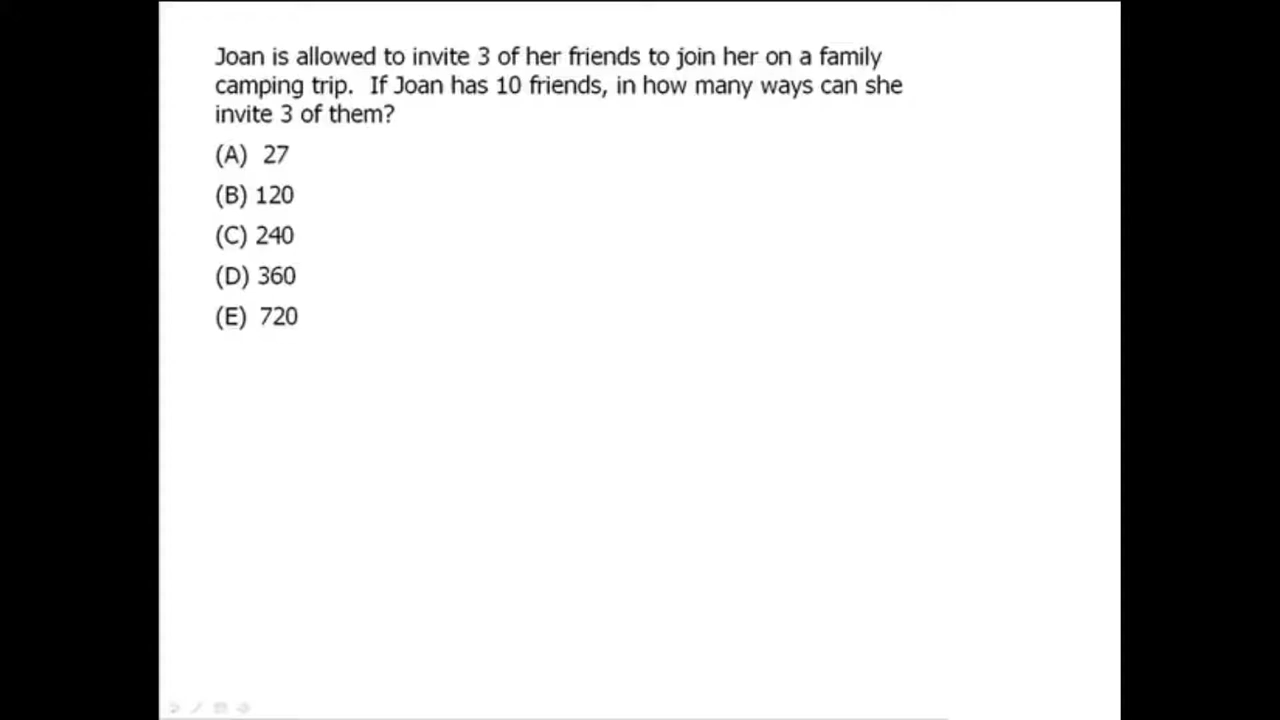 Joan is allowed to invite 3 of her friends to join her on a family
camping trip.  If Joan has 10 friends, in how many ways can she
invite 3 of them?
(A)  27
(B) 120
(C) 240
(D) 360
(E)  720